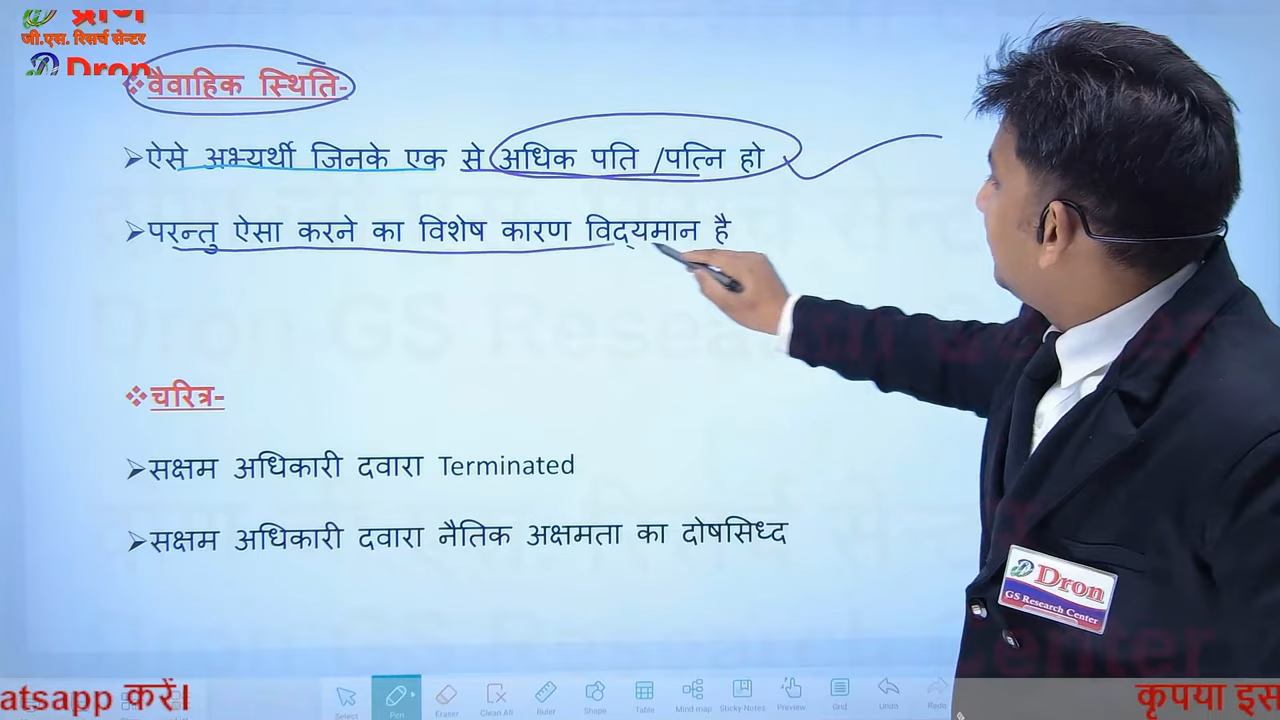 जी.एस. रिसर्च सेन्टर
Dron
❖वैवाहिक स्थिति-
➢ऐसे अभ्यर्थी जिनके एक से अधिक पति /पत्नि हो
➢परन्तु ऐसा करने का विशेष कारण विद्यमान है
❖चरित्र-
➢सक्षम अधिकारी दवारा Terminated
➢सक्षम अधिकारी दवारा नैतिक अक्षमता का दोषसिध्द
Dron
GS Research Center
atsapp करें।
कृपया इस
Select
Pen
Eraser
Clean All
Ruler
Shape
Table
Mind map
Sticky-Notes
Preview
Grid
Undo
Redo